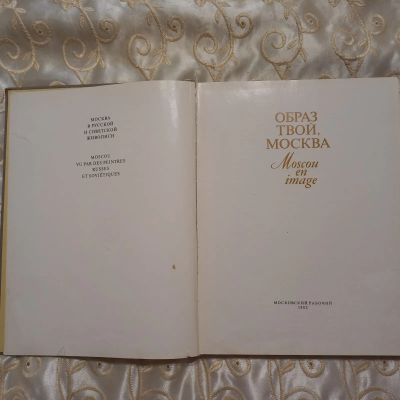 МОСКВА
В РУССКОЙ
И СОВЕТСКОЙ
ЖИВОПИСИ
MOSCOU
VU PAR DES PEINTRES
RUSSES
ET SOVIÉTIQUES
ОБРАЗ
ТВОЙ,
МОСКВА
Moscou
en
image
МОСКОВСКИЙ РАБОЧИЙ
1982